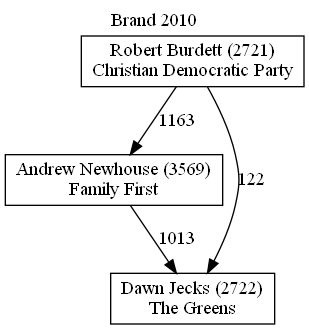 Brand 2010
Robert Burdett (2721)
Christian Democratic Party
1163
Andrew Newhouse (3569)
Family First
122
1013
Dawn Jecks (2722)
The Greens